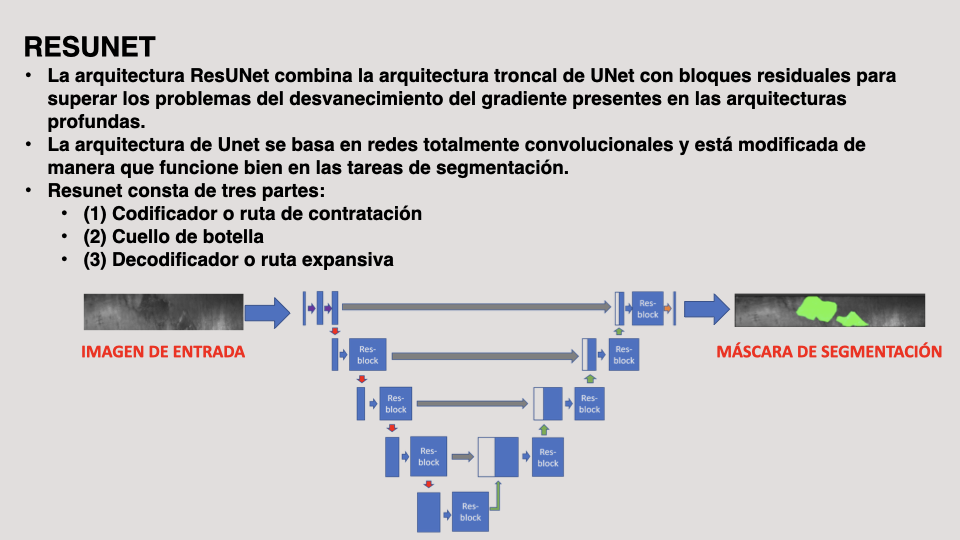 RESUNET
• La arquitectura ResUNet combina la arquitectura troncal de UNet con bloques residuales para
superar los problemas del desvanecimiento del gradiente presentes en las arquitecturas
profundas.
• La arquitectura de Unet se basa en redes totalmente convolucionales y está modificada de
manera que funcione bien en las tareas de segmentación.
• Resunet consta de tres partes:
• (1) Codificador o ruta de contratación
• (2) Cuello de botella
• (3) Decodificador o ruta expansiva
Res-
block
IMAGEN DE ENTRADA
MÁSCARA DE SEGMENTACIÓN
Res-
block
Res-
block
Res-
block
Res-
block
Res-
block
Res-
block
Res-
block
Res-
block